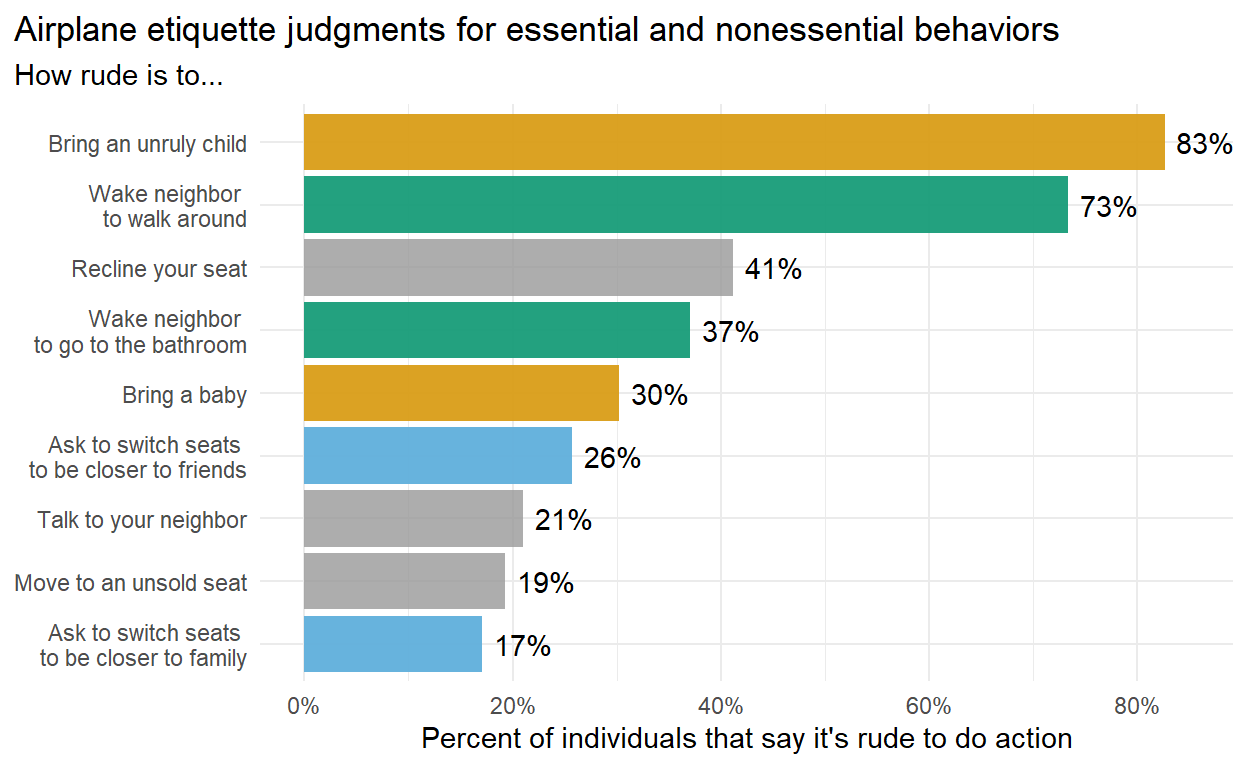 Airplane etiquette judgments for essential and nonessential behaviors
How rude is to...
Bring an unruly child
83%
Wake neighbor
to walk around
73%
Recline your seat
41%
Wake neighbor
to go to the bathroom
37%
Bring a baby
30%
Ask to switch seats
to be closer to friends
26%
Talk to your neighbor
21%
Move to an unsold seat
19%
Ask to switch seats
to be closer to family
17%
0% 20% 40% 60% 80%
Percent of individuals that say it's rude to do action